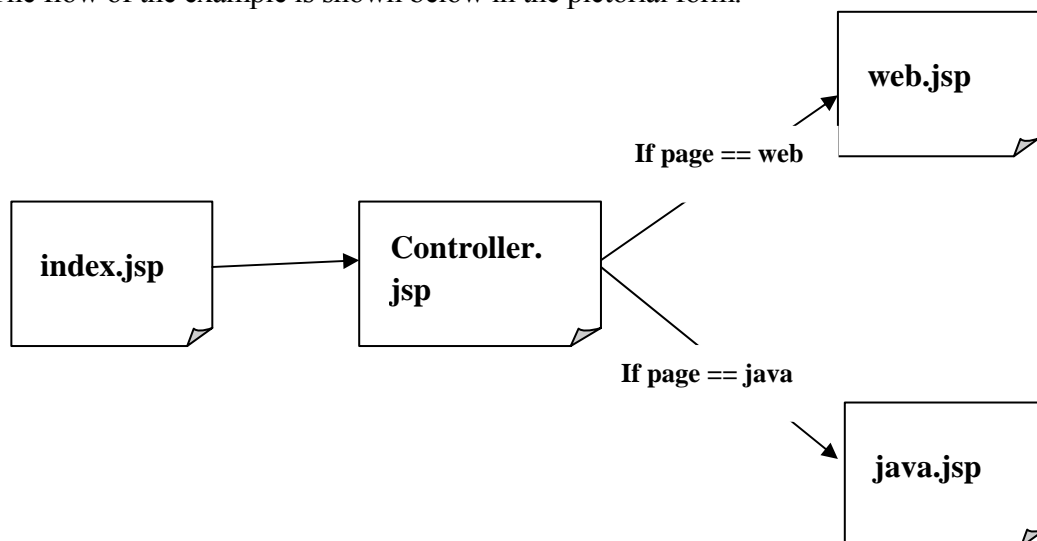 The flow of the example is shown below in the pictorial form.
web.jsp
If page == web
index.jsp
Controller.
jsp
If page == java
java.jsp